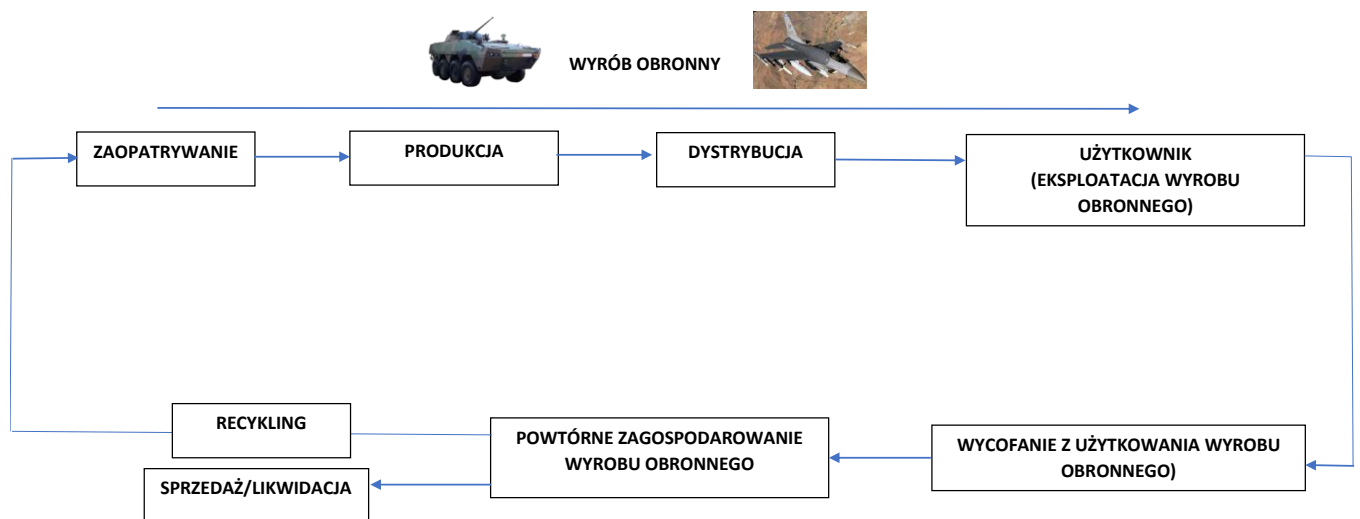 WYRÓB OBRONNY
ZAOPATRYWANIE
PRODUKCJA
DYSTRYBUCJA
UŻYTKOWNIK
(EKSPLOATACJA WYROBU
OBRONNEGO)
RECYKLING
POWTÓRNE ZAGOSPODAROWANIE
WYROBU OBRONNEGO
WYCOFANIE Z UŻYTKOWANIA WYROBU
OBRONNEGO)
SPRZEDAŻ/LIKWIDACJA